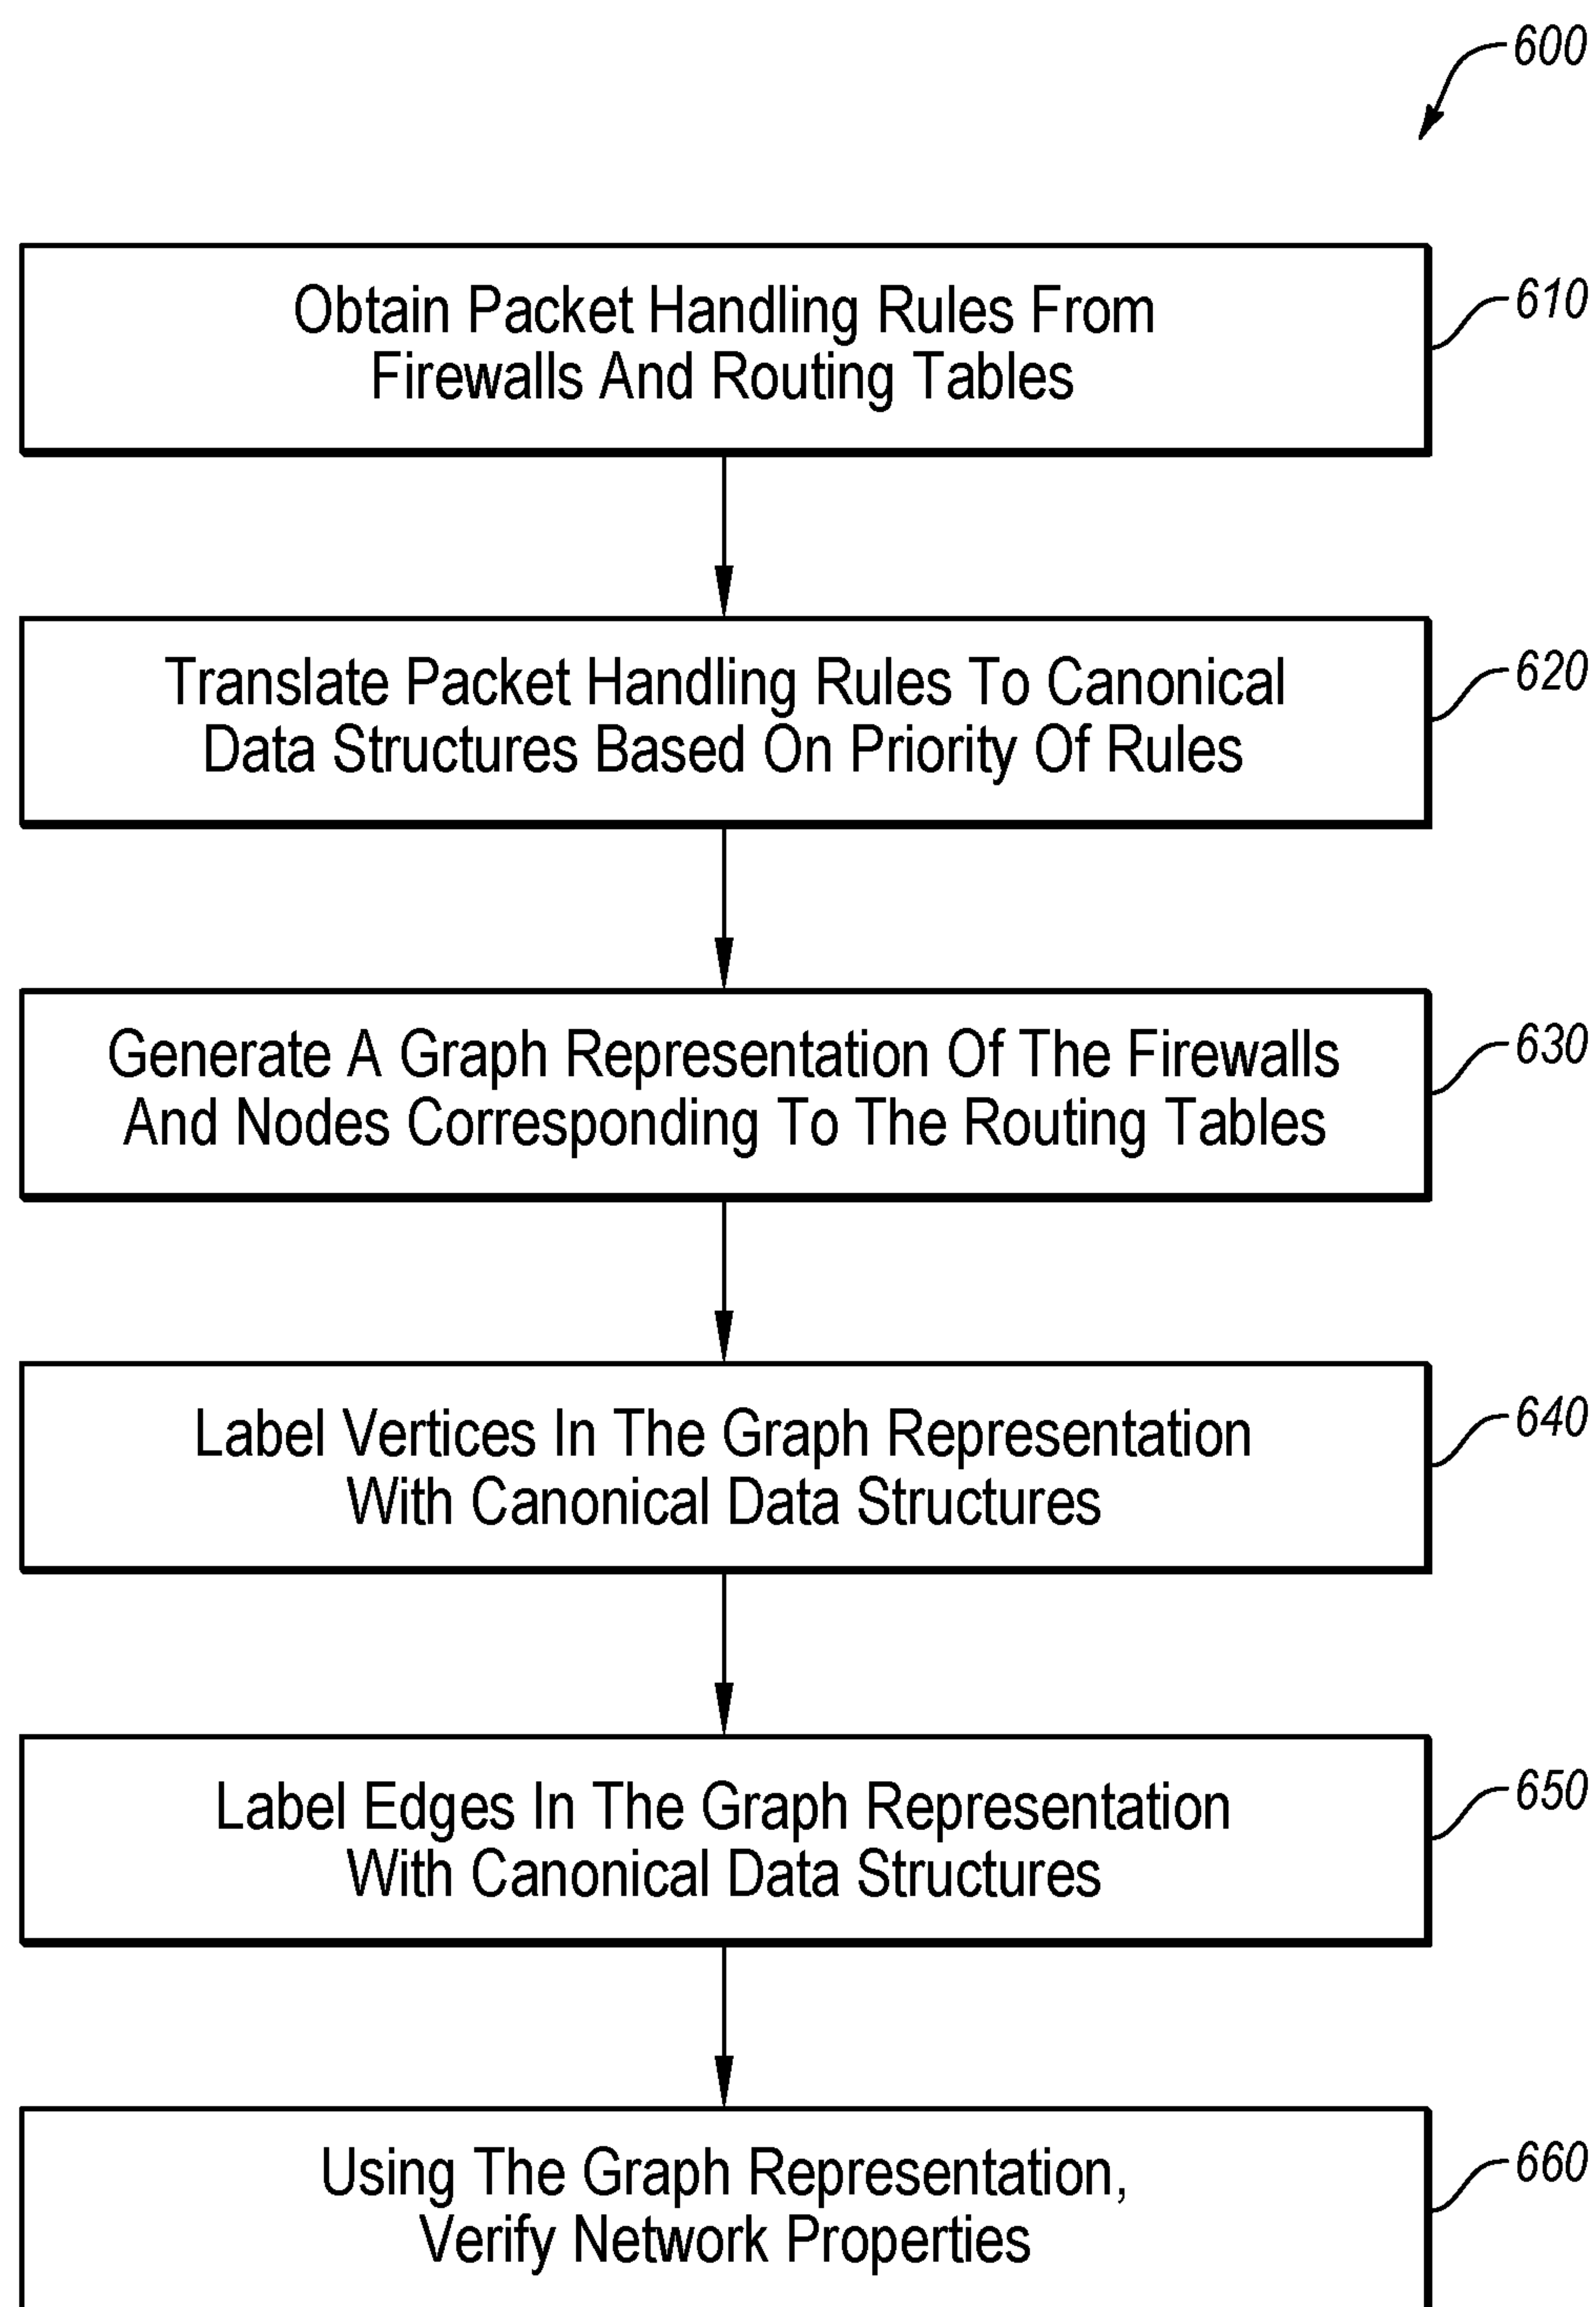 600
Obtain Packet Handling Rules From
Firewalls And Routing Tables
610
Translate Packet Handling Rules To Canonical
Data Structures Based On Priority Of Rules
620
Generate A Graph Representation Of The Firewalls
And Nodes Corresponding To The Routing Tables
630
Label Vertices In The Graph Representation
With Canonical Data Structures
640
Label Edges In The Graph Representation
With Canonical Data Structures
650
Using The Graph Representation,
Verify Network Properties
660